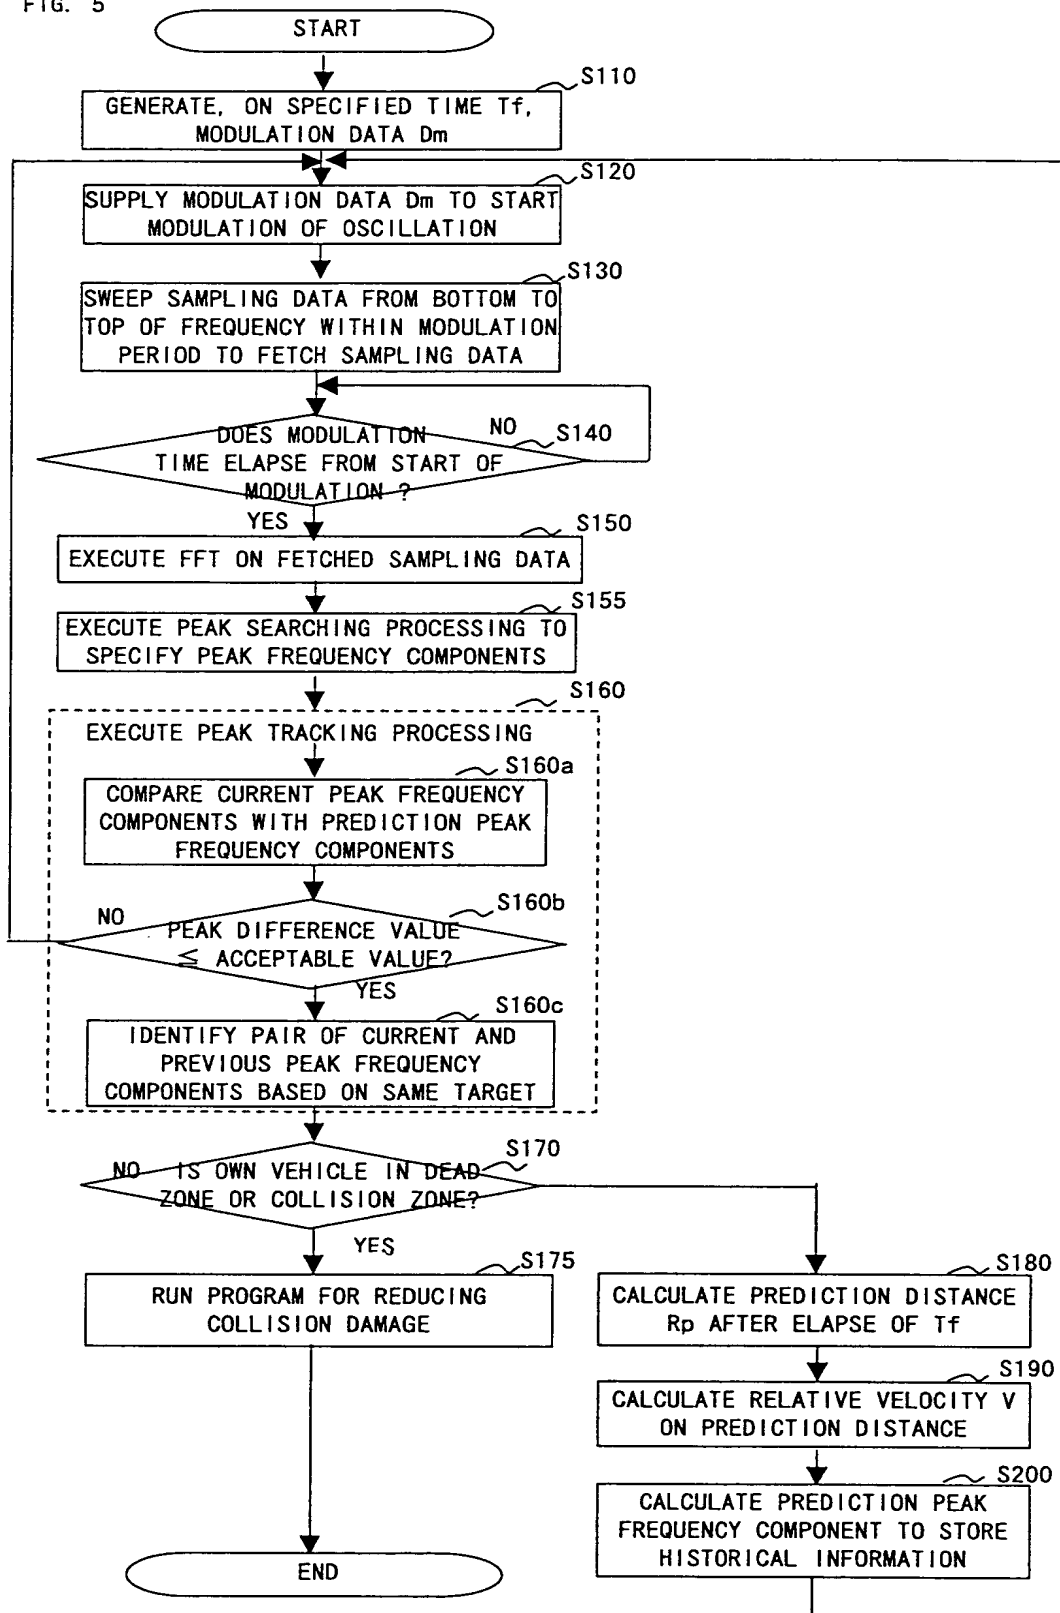 FIG. 5
START
S110
GENERATE, ON SPECIFIED TIME Tf,
MODULATION DATA Dm
S120
SUPPLY MODULATION DATA Dm TO START
MODULATION OF OSCILLATION
S130
SWEEP SAMPLING DATA FROM BOTTOM TO
TOP OF FREQUENCY WITHIN MODULATION
PERIOD TO FETCH SAMPLING DATA
NO
S140
DOES MODULATION
TIME ELAPSE FROM START OF
MODULATION ?
YES
S150
EXECUTE FFT ON FETCHED SAMPLING DATA
S155
EXECUTE PEAK SEARCHING PROCESSING TO
SPECIFY PEAK FREQUENCY COMPONENTS
S160
EXECUTE PEAK TRACKING PROCESSING
S160a
COMPARE CURRENT PEAK FREQUENCY
COMPONENTS WITH PREDICTION PEAK
FREQUENCY COMPONENTS
S160b
NO
PEAK DIFFERENCE VALUE
≦ ACCEPTABLE VALUE?
YES
S160c
IDENTIFY PAIR OF CURRENT AND
PREVIOUS PEAK FREQUENCY
COMPONENTS BASED ON SAME TARGET
S170
NO
IS OWN VEHICLE IN DEAD
ZONE OR COLLISION ZONE?
YES
S175
RUN PROGRAM FOR REDUCING
COLLISION DAMAGE
S180
CALCULATE PREDICTION DISTANCE
Rp AFTER ELAPSE OF Tf
S190
CALCULATE RELATIVE VELOCITY V
ON PREDICTION DISTANCE
S200
CALCULATE PREDICTION PEAK
FREQUENCY COMPONENT TO STORE
HISTORICAL INFORMATION
END